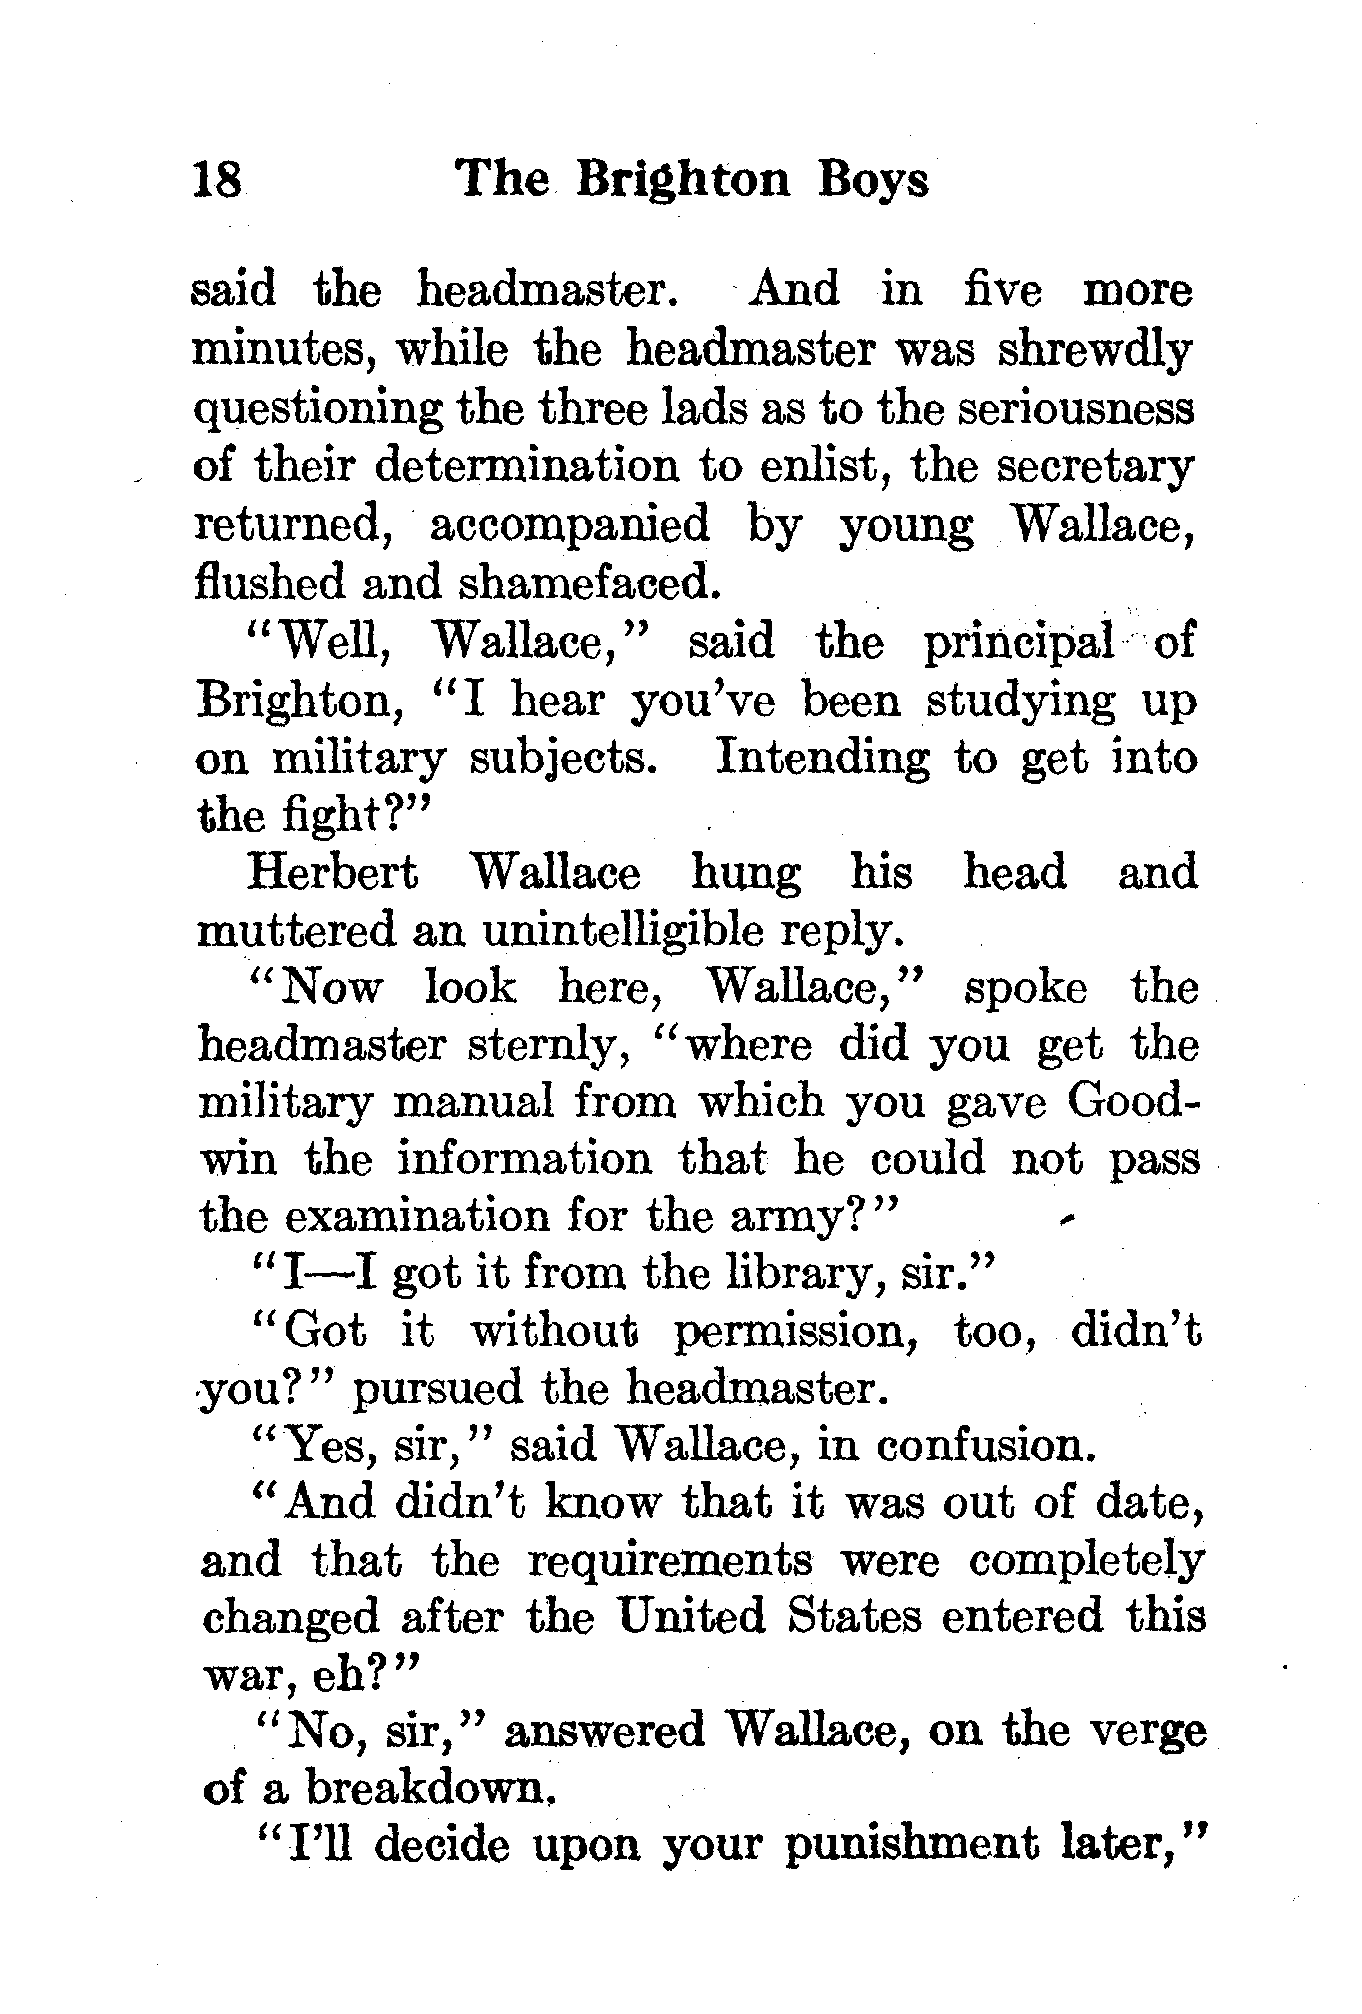 18 The Brighton Boys
said the headmaster. And in five more
minutes, while the headmaster was shrewdly
questioning the three lads as to the seriousness
of their determination to enlist, the secretary
returned, accompanied by young Wallace,
flushed and shamefaced.
"Well, Wallace," said the principal of
Brighton, "I hear you've been studying up
on military subjects. Intending to get into
the fight?"
Herbert Wallace hung his head and
muttered an unintelligible reply.
"Now look here, Wallace," spoke the
headmaster sternly, "where did you get the
military manual from which you gave Good-
win the information that he could not pass
the examination for the army?"
"I—I got it from the library, sir."
"Got it without permission, too, didn't
you?" pursued the headmaster.
"Yes, sir," said Wallace, in confusion.
"And didn't know that it was out of date,
and that the requirements were completely
changed after the United States entered this
war, eh?"
"No, sir," answered Wallace, on the verge
of a breakdown.
"I'll decide upon your punishment later,"